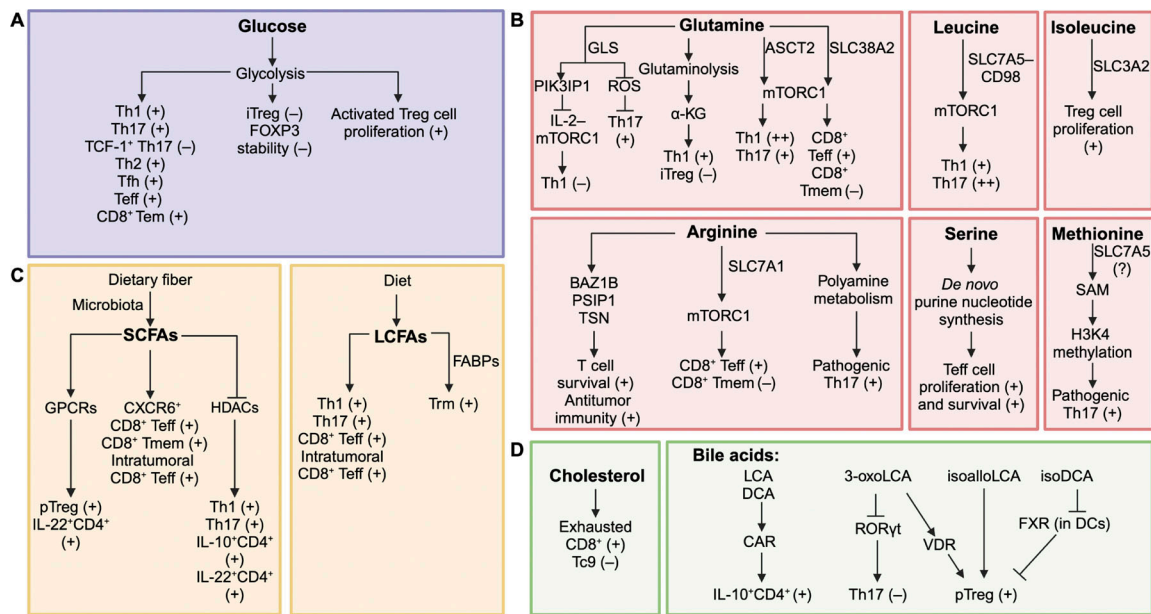 A
Glucose
Glycolysis
Th1 (+)
Th17 (+)
TCF-1⁺ Th17 (–)
Th2 (+)
Tfh (+)
Teff (+)
CD8⁺ Tem (+)
iTreg (–)
FOXP3
stability (–)
Activated Treg cell
proliferation (+)
B
Glutamine
GLS
PIK3IP1
IL-2–
mTORC1
Th1 (–)
ROS
Th17
(+)
Glutaminolysis
α-KG
Th1 (+)
iTreg (–)
ASCT2
SLC38A2
mTORC1
Th1 (++)
Th17 (+)
CD8⁺
Teff (+)
CD8⁺
Tmem (–)
Leucine
SLC7A5–
CD98
mTORC1
Th1 (+)
Th17 (++)
Isoleucine
SLC3A2
Treg cell
proliferation
(+)
Arginine
BAZ1B
PSIP1
TSN
T cell
survival (+)
Antitumor
immunity (+)
SLC7A1
mTORC1
CD8⁺ Teff (+)
CD8⁺ Tmem (–)
Polyamine
metabolism
Pathogenic
Th17 (+)
Serine
De novo
purine nucleotide
synthesis
Teff cell
proliferation (+)
and survival (+)
Methionine
SLC7A5
(?)
SAM
H3K4
methylation
Pathogenic
Th17 (+)
C
Dietary fiber
Microbiota
SCFAs
GPCRs
pTreg (+)
IL-22⁺CD4⁺
(+)
CXCR6⁺
CD8⁺ Teff (+)
CD8⁺ Tmem (+)
Intratumoral
CD8⁺ Teff (+)
HDACs
Th1 (+)
Th17 (+)
IL-10⁺CD4⁺
(+)
IL-22⁺CD4⁺
(+)
Diet
LCFAs
FABPs
Th1 (+)
Th17 (+)
CD8⁺ Teff (+)
Intratumoral
CD8⁺ Teff (+)
Trm (+)
D
Cholesterol
Exhausted
CD8⁺ (+)
Tc9 (–)
Bile acids:
LCA
DCA
CAR
IL-10⁺CD4⁺ (+)
3-oxoLCA
RORγt
Th17 (–)
VDR
isoalloLCA
pTreg (+)
isoDCA
FXR (in DCs)